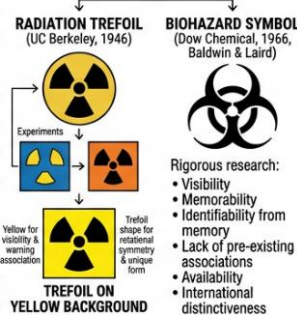 RADIATION TREFOIL
(UC Berkeley, 1946)
Experiments
Yellow for
visibility &
warning
association
Trefoil
shape for
retational
symmetry
& unique
form
TREFOIL ON
YELLOW BACKGROUND
BIOHAZARD SYMBOL
(Dow Chemical, 1966,
Baldwin & Laird)
Rigorous research:
• Visibility
• Memorability
• Identifiability from
memory
• Lack of pre-existing
associations
• Availability
• International
distinctiveness